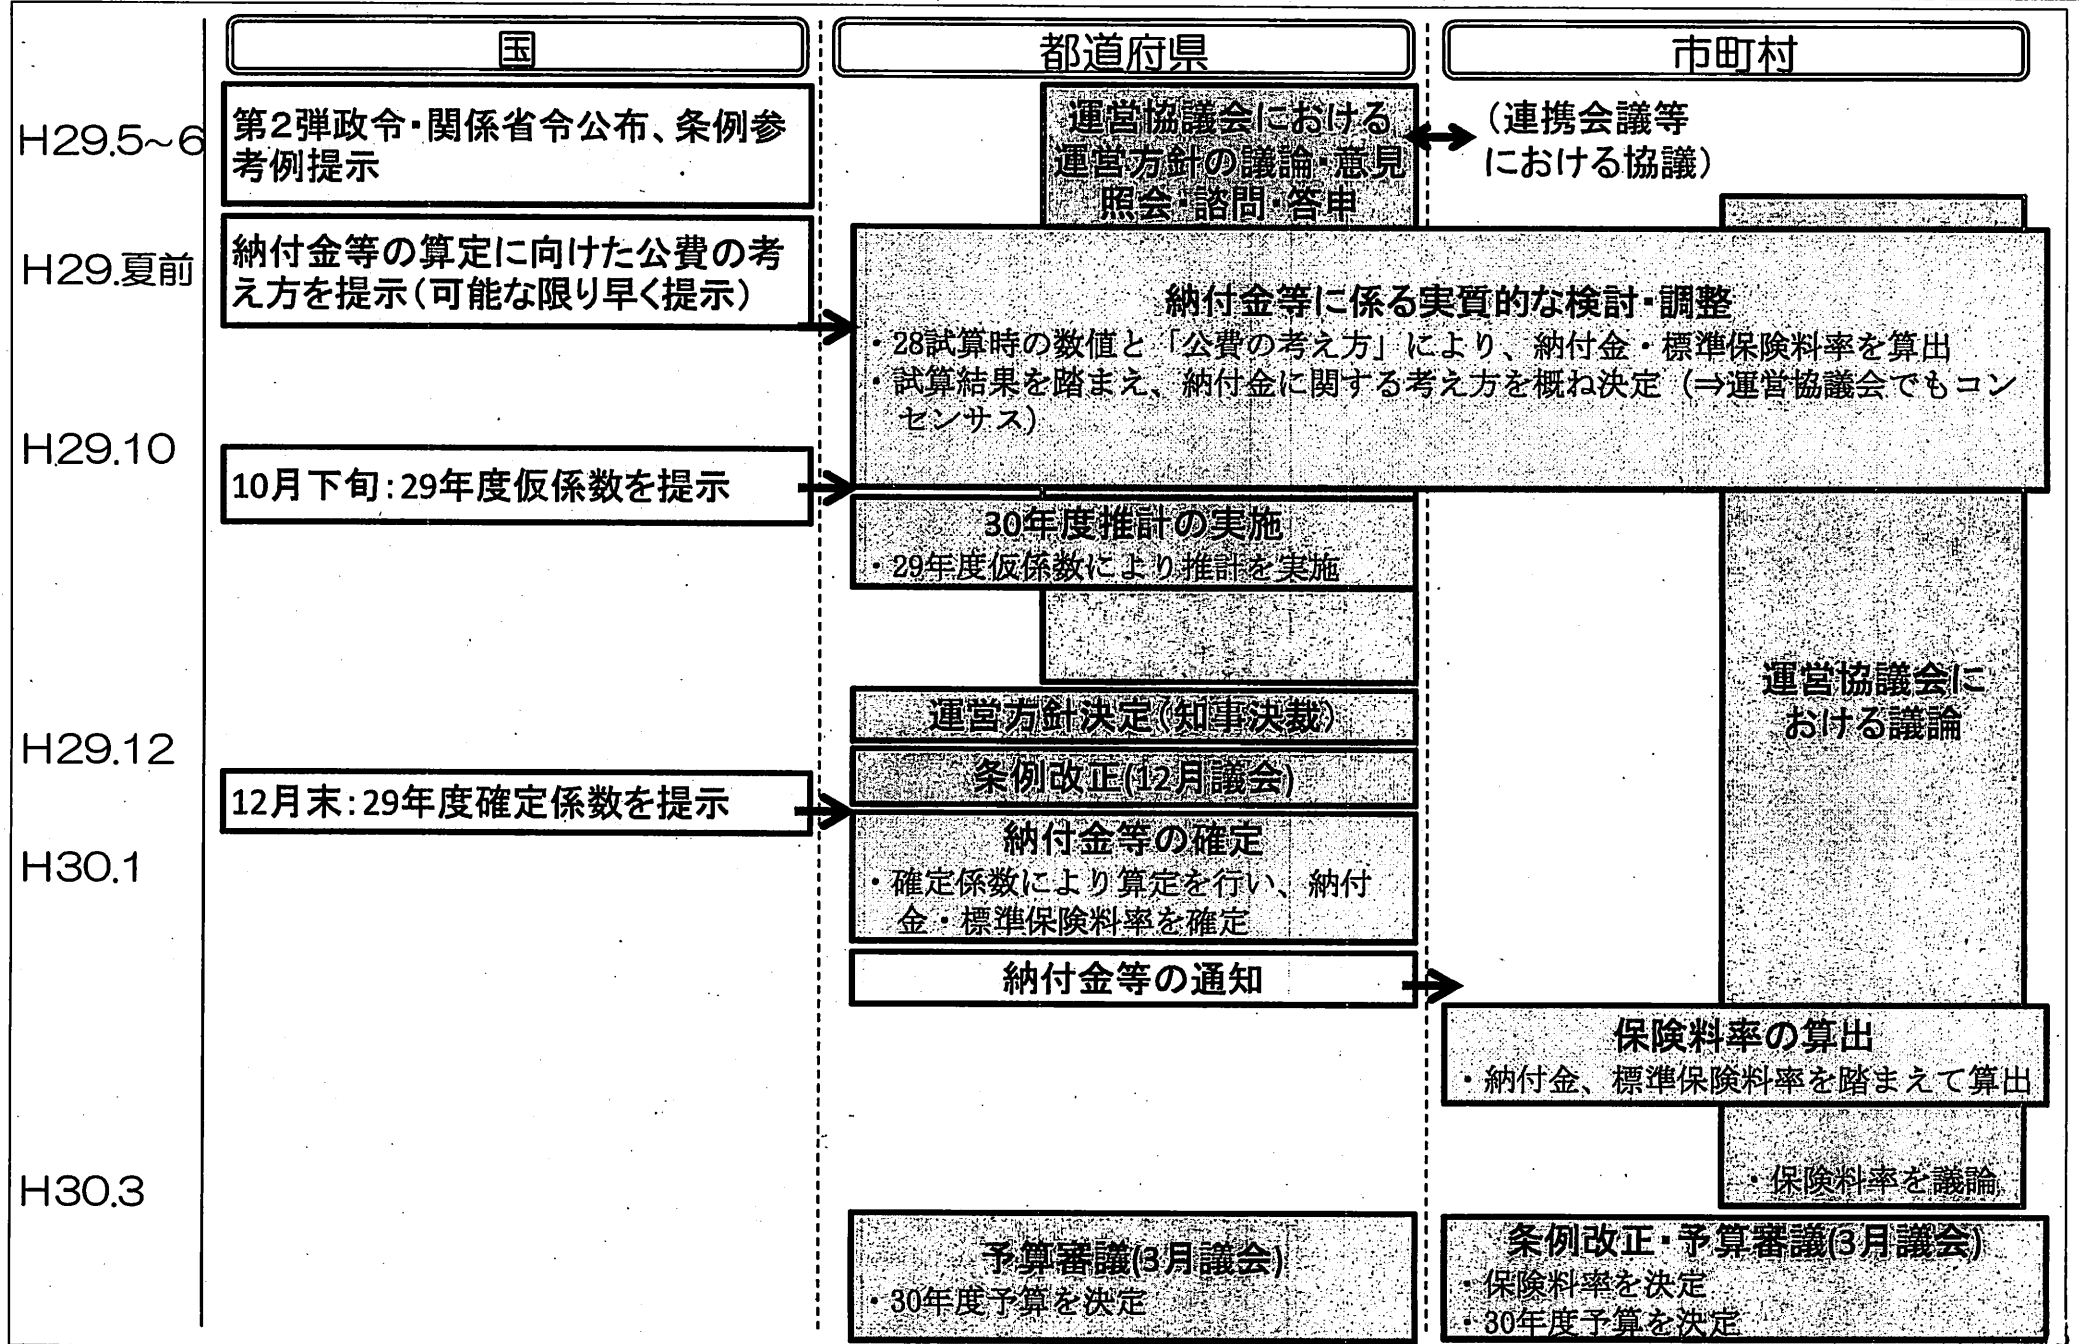 国
都道府県
市町村
H29.5~6
第2弾政令・関係省令公布、条例参
考例提示
運営協議会における
運営方針の議論・意見
照会・諮問・答申
(連携会議等
における協議)
H29.夏前
納付金等の算定に向けた公費の考
え方を提示(可能な限り早く提示)
納付金等に係る実質的な検討・調整
・28試算時の数値と「公費の考え方」により、納付金・標準保険料率を算出
・試算結果を踏まえ、納付金に関する考え方を概ね決定(⇒運営協議会でもコン
センサス)
H29.10
10月下旬:29年度仮係数を提示
30年度推計の実施
・29年度仮係数により推計を実施
運営協議会に
おける議論
運営方針決定(知事決裁)
H29.12
条例改正(12月議会)
12月末:29年度確定係数を提示
納付金等の確定
・確定係数により算定を行い、納付
金・標準保険料率を確定
H30.1
納付金等の通知
保険料率の算出
・納付金、標準保険料率を踏まえて算出
・保険料率を議論
H30.3
予算審議(3月議会)
・30年度予算を決定
条例改正・予算審議(3月議会)
・保険料率を決定
・30年度予算を決定